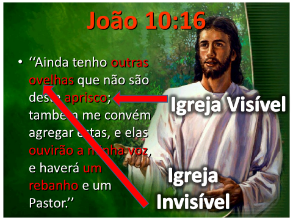 João 10:16
• ‘‘Ainda tenho outras
ovelhas que não são
deste aprisco;
também me convém
agregar estas, e elas
ouvirão a minha voz,
e haverá um
rebanho e um
Pastor.’’
Igreja Visível
Igreja
Invisível